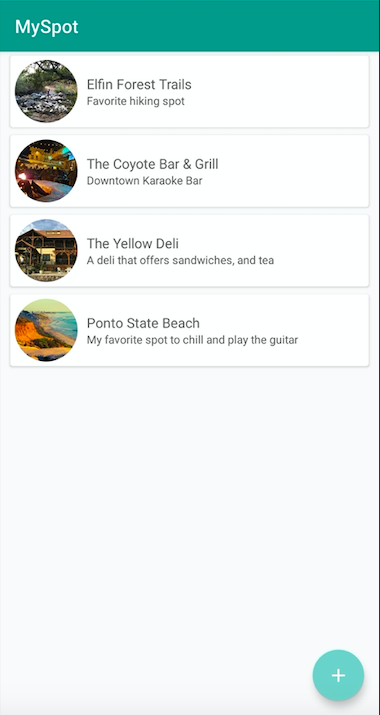 MySpot
Elfin Forest Trails
Favorite hiking spot
The Coyote Bar & Grill
Downtown Karaoke Bar
The Yellow Deli
A deli that offers sandwiches, and tea
Ponto State Beach
My favorite spot to chill and play the guitar
+